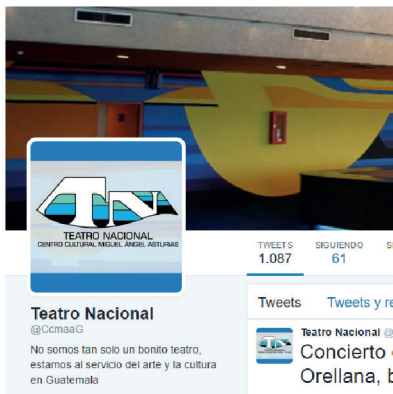 TEATRO NACIONAL
CENTRO CULTURAL MIGUEL ÁNGEL ASTURIAS
TWEETS SIGUIENDO
1.087 61
Teatro Nacional
@CcmaaG
No somos tan solo un bonito teatro,
estamos al servicio del arte y la cultura
en Guatemala
Tweets Tweets y re
Teatro Nacional @
Concierto
Orellana, b